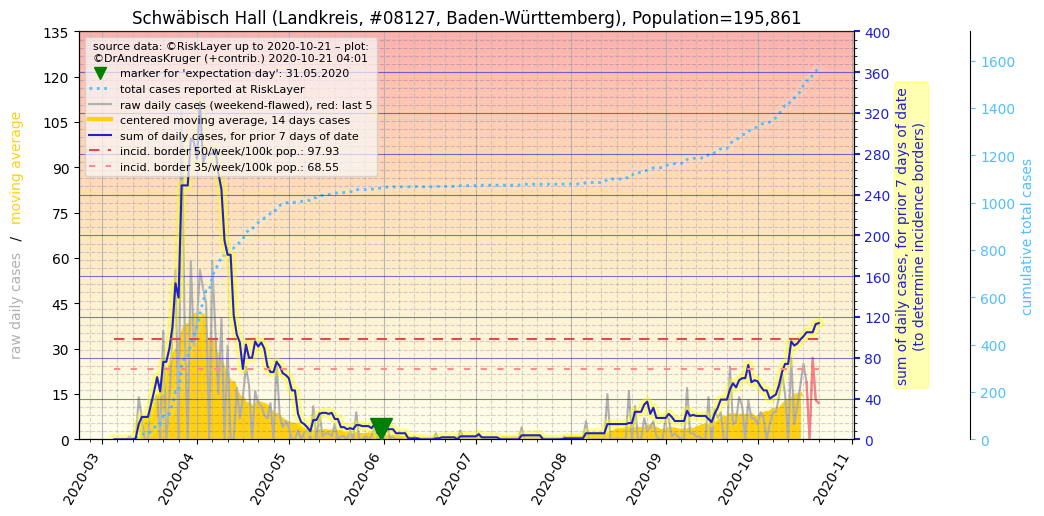 Schwäbisch Hall (Landkreis, #08127, Baden-Württemberg), Population=195,861
source data: ©RiskLayer up to 2020-10-21 – plot:
©DrAndreasKruger (+contrib.) 2020-10-21 04:01
marker for 'expectation day': 31.05.2020
total cases reported at RiskLayer
raw daily cases (weekend-flawed), red: last 5
centered moving average, 14 days cases
sum of daily cases, for prior 7 days of date
incid. border 50/week/100k pop.: 97.93
incid. border 35/week/100k pop.: 68.55
raw daily cases / moving average
135
120
105
90
75
60
45
30
15
0
2020-03
2020-04
2020-05
2020-06
2020-07
2020-08
2020-09
2020-10
2020-11
400
360
320
280
240
200
160
120
80
40
0
sum of daily cases, for prior 7 days of date
(to determine incidence borders)
1600
1400
1200
1000
800
600
400
200
0
cumulative total cases